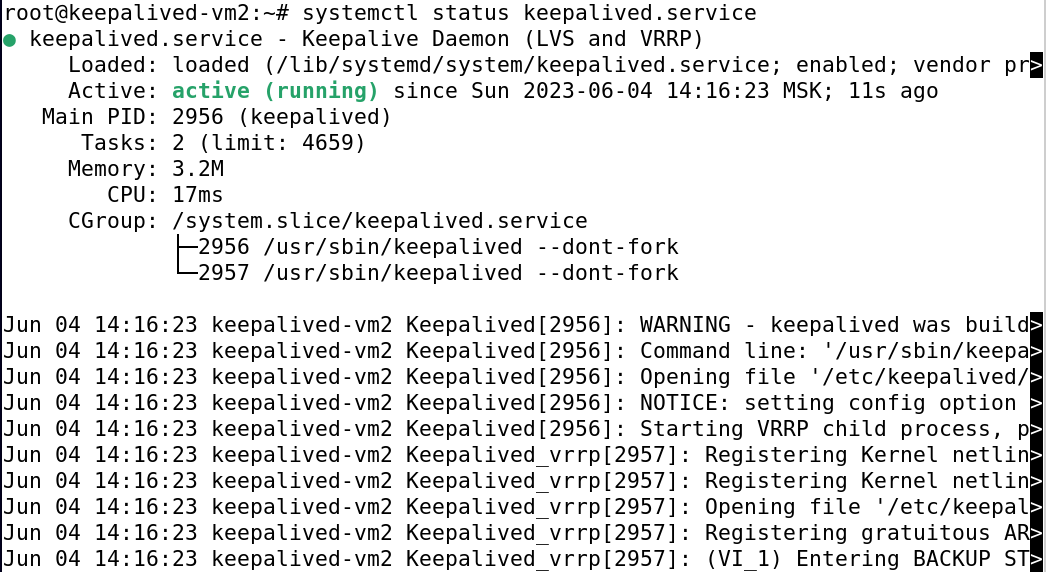 root@keepalived-vm2:~# systemctl status keepalived.service
● keepalived.service - Keepalive Daemon (LVS and VRRP)
     Loaded: loaded (/lib/systemd/system/keepalived.service; enabled; vendor pr>
     Active: active (running) since Sun 2023-06-04 14:16:23 MSK; 11s ago
   Main PID: 2956 (keepalived)
      Tasks: 2 (limit: 4659)
     Memory: 3.2M
        CPU: 17ms
     CGroup: /system.slice/keepalived.service
             ├─2956 /usr/sbin/keepalived --dont-fork
             └─2957 /usr/sbin/keepalived --dont-fork

Jun 04 14:16:23 keepalived-vm2 Keepalived[2956]: WARNING - keepalived was build>
Jun 04 14:16:23 keepalived-vm2 Keepalived[2956]: Command line: '/usr/sbin/keepa>
Jun 04 14:16:23 keepalived-vm2 Keepalived[2956]: Opening file '/etc/keepalived/>
Jun 04 14:16:23 keepalived-vm2 Keepalived[2956]: NOTICE: setting config option >
Jun 04 14:16:23 keepalived-vm2 Keepalived[2956]: Starting VRRP child process, p>
Jun 04 14:16:23 keepalived-vm2 Keepalived_vrrp[2957]: Registering Kernel netlin>
Jun 04 14:16:23 keepalived-vm2 Keepalived_vrrp[2957]: Registering Kernel netlin>
Jun 04 14:16:23 keepalived-vm2 Keepalived_vrrp[2957]: Opening file '/etc/keepal>
Jun 04 14:16:23 keepalived-vm2 Keepalived_vrrp[2957]: Registering gratuitous AR>
Jun 04 14:16:23 keepalived-vm2 Keepalived_vrrp[2957]: (VI_1) Entering BACKUP ST>